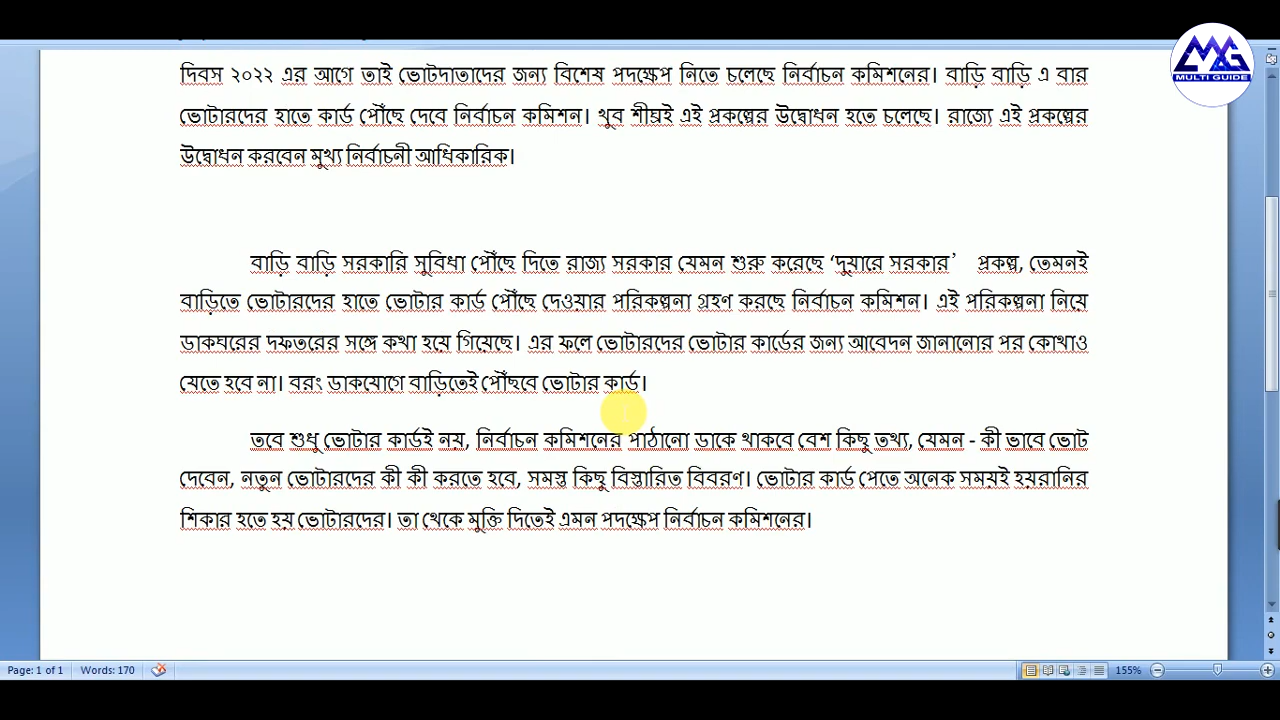 MXG
MULTI GUIDE
দিবস ২০২২ এর আগে তাই ভোটদাতাদের জন্য বিশেষ পদক্ষেপ নিতে চলেছে নির্বাচন কমিশনের। বাড়ি বাড়ি এ বার
ভোটারদের হাতে কার্ড পৌঁছে দেবে নির্বাচন কমিশন। খুব শীঘ্রই এই প্রকল্পের উদ্বোধন হতে চলেছে। রাজ্যে এই প্রকল্পের
উদ্বোধন করবেন মুখ্য নির্বাচনী আধিকারিক।
বাড়ি বাড়ি সরকারি সুবিধা পৌঁছে দিতে রাজ্য সরকার যেমন শুরু করেছে ‘দুয়ারে সরকার’ প্রকল্প, তেমনই
বাড়িতে ভোটারদের হাতে ভোটার কার্ড পৌঁছে দেওয়ার পরিকল্পনা গ্রহণ করছে নির্বাচন কমিশন। এই পরিকল্পনা নিয়ে
ডাকঘরের দফতরের সঙ্গে কথা হয়ে গিয়েছে। এর ফলে ভোটারদের ভোটার কার্ডের জন্য আবেদন জানানোর পর কোথাও
যেতে হবে না। বরং ডাকযোগে বাড়িতেই পৌঁছবে ভোটার কার্ড।
তবে শুধু ভোটার কার্ডই নয়, নির্বাচন কমিশনের পাঠানো ডাকে থাকবে বেশ কিছু তথ্য, যেমন - কী ভাবে ভোট
দেবেন, নতুন ভোটারদের কী কী করতে হবে, সমস্ত কিছু বিস্তারিত বিবরণ। ভোটার কার্ড পেতে অনেক সময়ই হয়রানির
শিকার হতে হয় ভোটারদের। তা থেকে মুক্তি দিতেই এমন পদক্ষেপ নির্বাচন কমিশনের।
Page: 1 of 1 Words: 170 155%